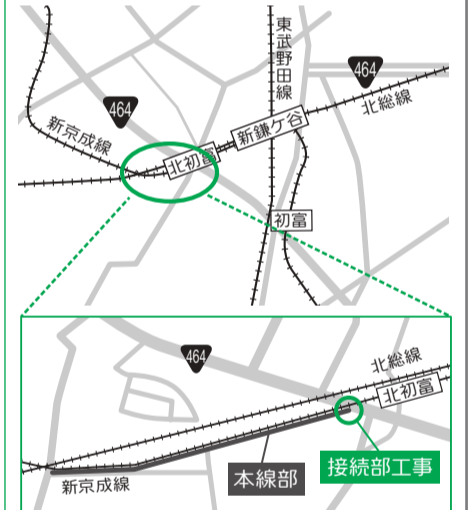 東武野田線
464
464
北総線
新京成線
新鎌ケ谷
北初富
初富
464
北総線
北初富
新京成線
本線部
接続部工事